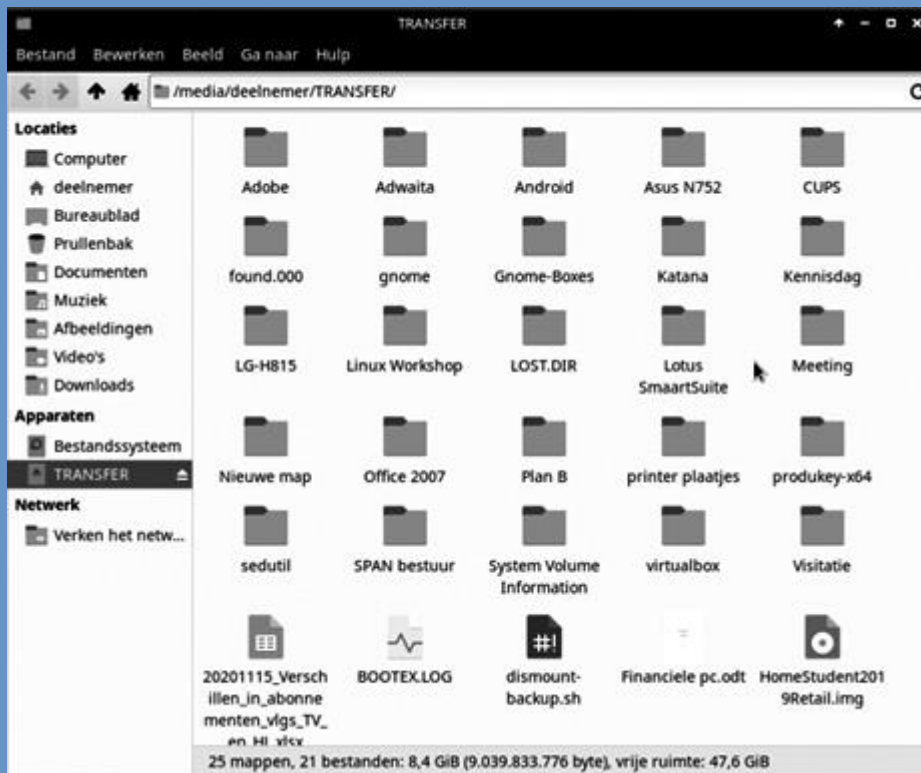 TRANSFER
Bestand Bewerken Beeld Ga naar Hulp
/media/deelnemer/TRANSFER/
Locaties
Computer
deelnemer
Bureaublad
Prullenbak
Documenten
Muziek
Afbeeldingen
Video's
Downloads
Apparaten
Bestandssysteem
TRANSFER
Netwerk
Verken het netw...
Adobe Adwaita Android Asus N752 CUPS
found.000 gnome Gnome-Boxes Katana Kennisdag
LG-H815 Linux Workshop LOST.DIR Lotus SmaartSuite Meeting
Nieuwe map Office 2007 Plan B printer plaatjes produkey-x64
sedutil SPAN bestuur System Volume Information virtualbox Visitatie
20201115_Verschillen_in_abonnementen_vlgs_TV_en_HI_.xlsx BOOTEX.LOG dismount-backup.sh Financiele pc.odt HomeStudent2019Retail.img
25 mappen, 21 bestanden: 8,4 GiB (9.039.833.776 byte), vrije ruimte: 47,6 GiB